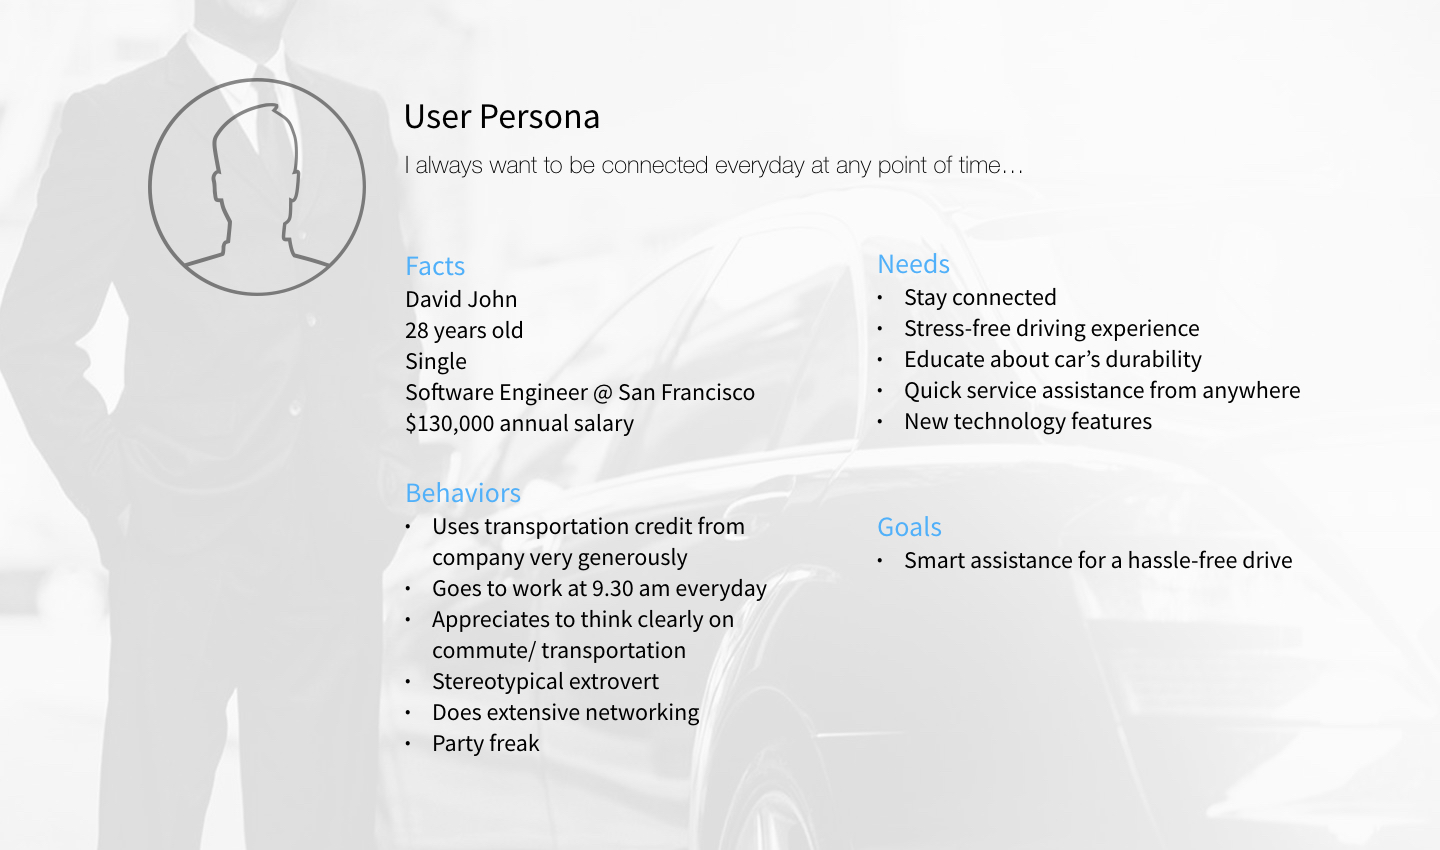 User Persona
I always want to be connected everyday at any point of time...
Facts
David John
28 years old
Single
Software Engineer @ San Francisco
$130,000 annual salary
Behaviors
• Uses transportation credit from
company very generously
• Goes to work at 9.30 am everyday
• Appreciates to think clearly on
commute/ transportation
• Stereotypical extrovert
• Does extensive networking
• Party freak
Needs
• Stay connected
• Stress-free driving experience
• Educate about car’s durability
• Quick service assistance from anywhere
• New technology features
Goals
• Smart assistance for a hassle-free drive